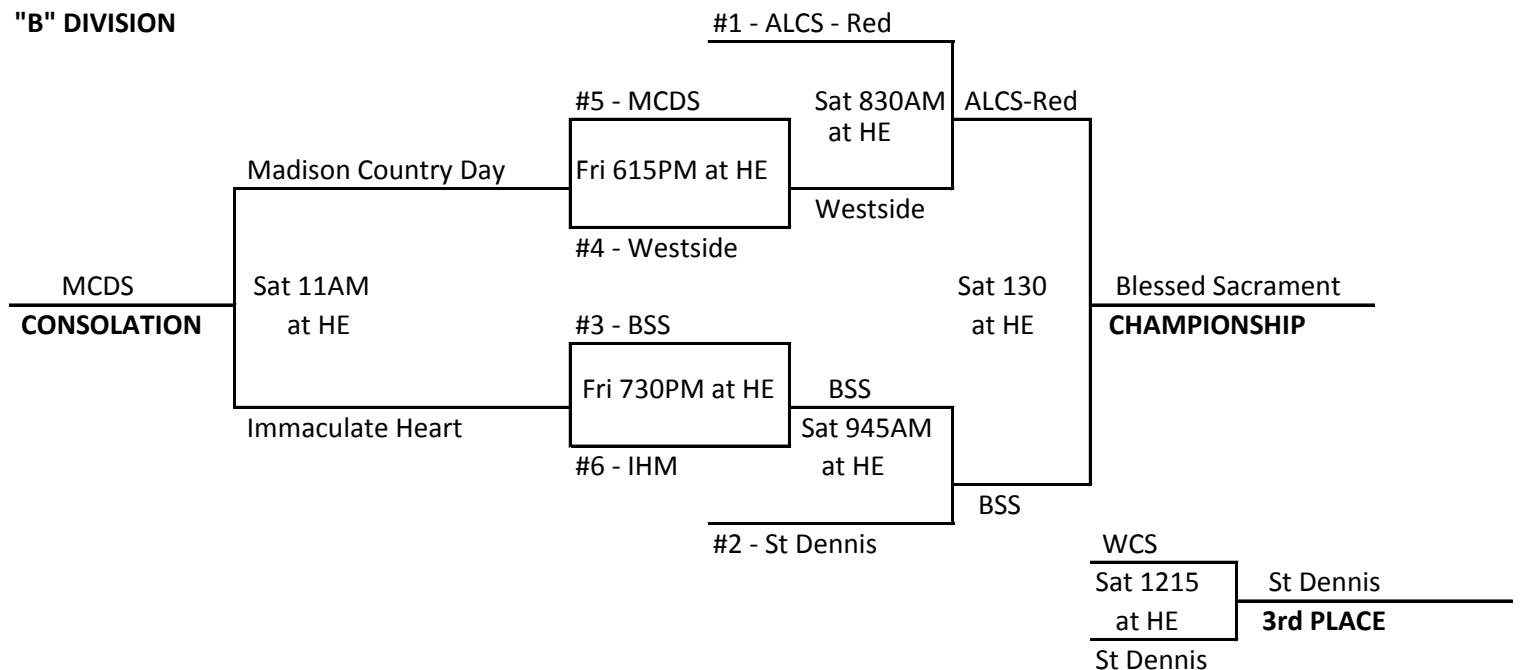 "B" DIVISION
#1 - ALCS - Red
#5 - MCDS
Sat 830AM
at HE
ALCS-Red
Madison Country Day
Fri 615PM at HE
Westside
#4 - Westside
MCDS
CONSOLATION
Sat 11AM
at HE
Sat 130
at HE
Blessed Sacrament
CHAMPIONSHIP
#3 - BSS
Fri 730PM at HE
BSS
Immaculate Heart
Sat 945AM
at HE
#6 - IHM
BSS
#2 - St Dennis
WCS
Sat 1215
at HE
St Dennis
3rd PLACE
St Dennis